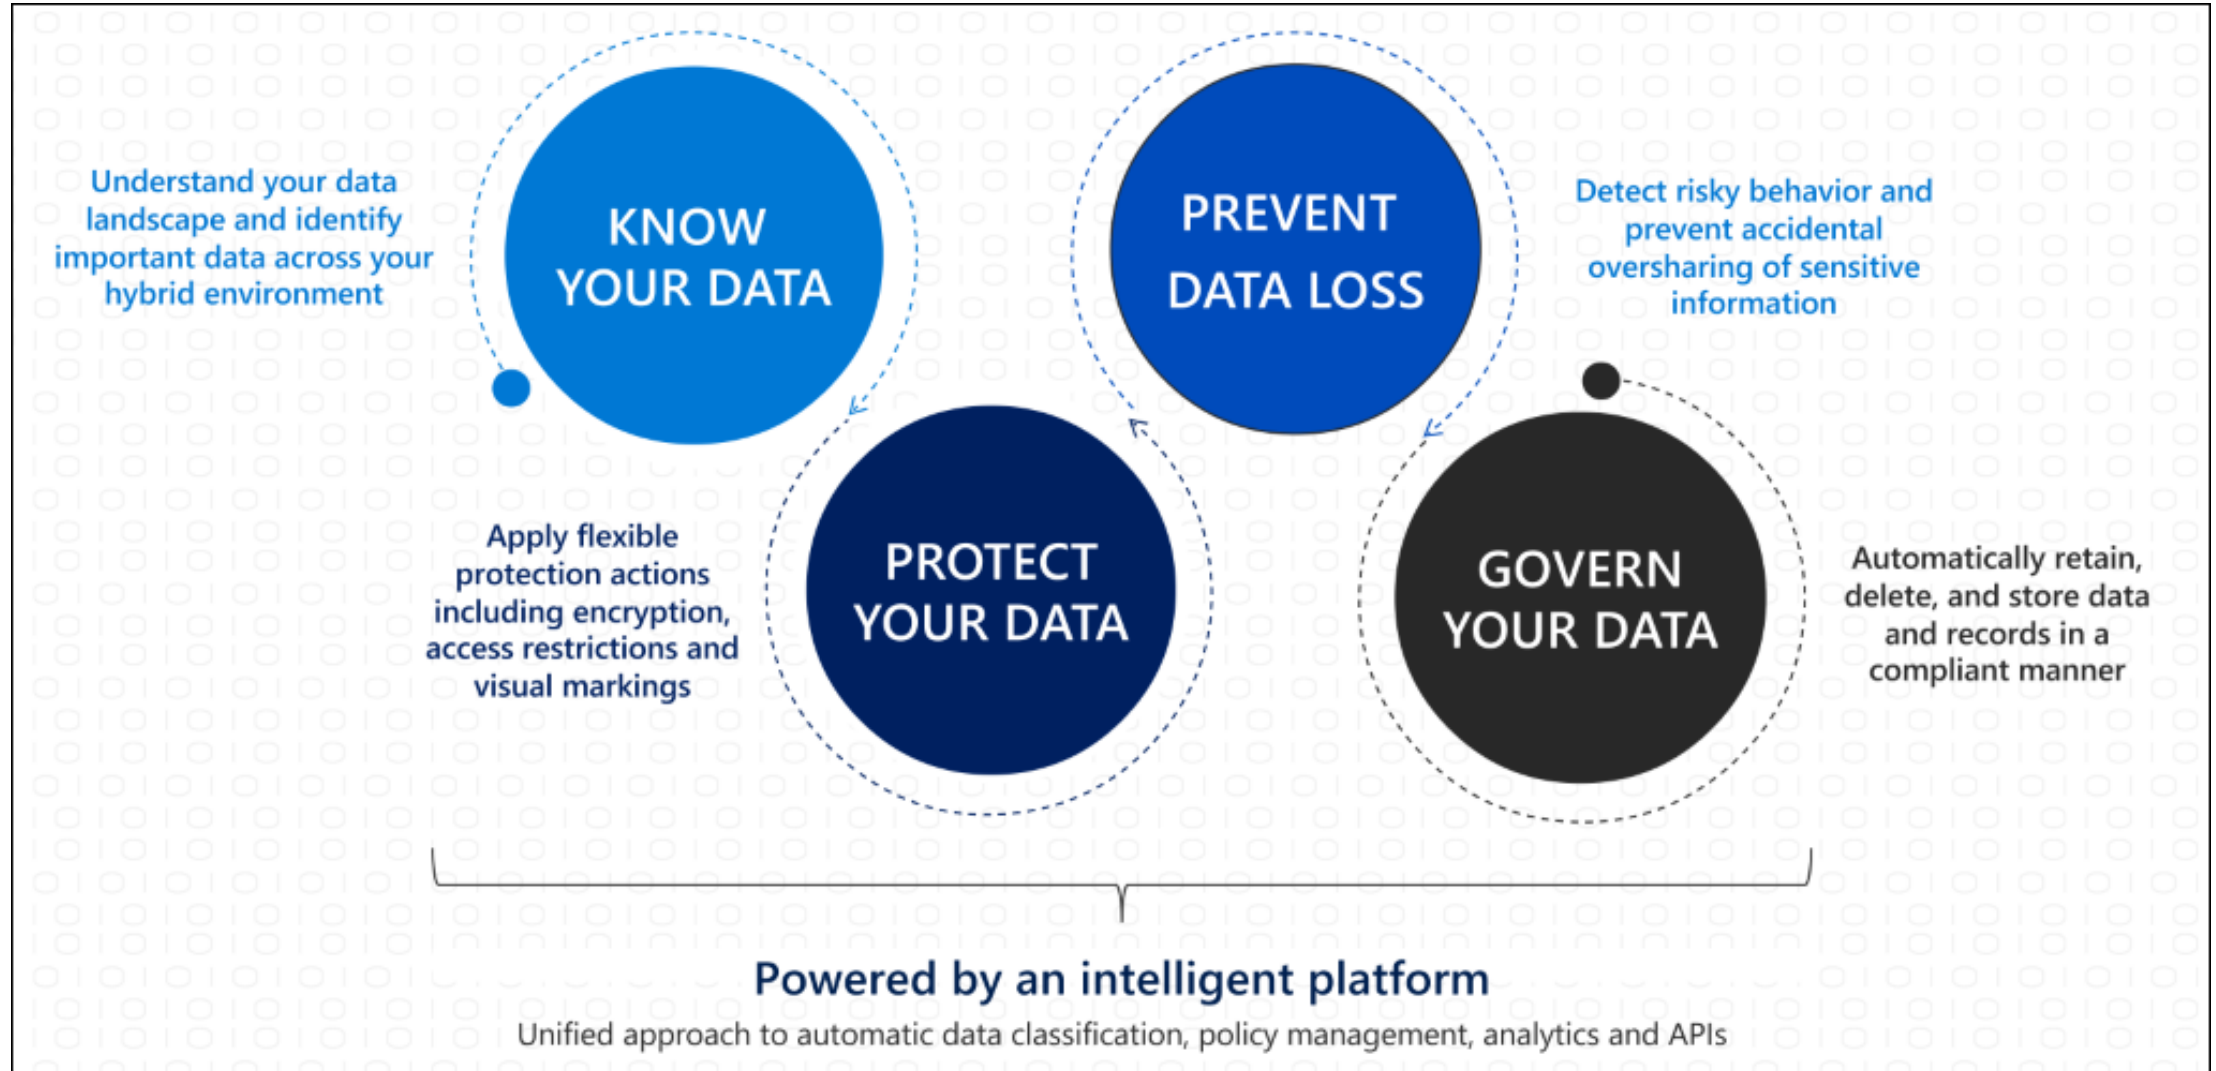 Understand your data
landscape and identify
important data across your
hybrid environment
KNOW
YOUR DATA
PREVENT
DATA LOSS
Detect risky behavior and
prevent accidental
oversharing of sensitive
information
Apply flexible
protection actions
including encryption,
access restrictions and
visual markings
PROTECT
YOUR DATA
GOVERN
YOUR DATA
Automatically retain,
delete, and store data
and records in a
compliant manner
Powered by an intelligent platform
Unified approach to automatic data classification, policy management, analytics and APIs